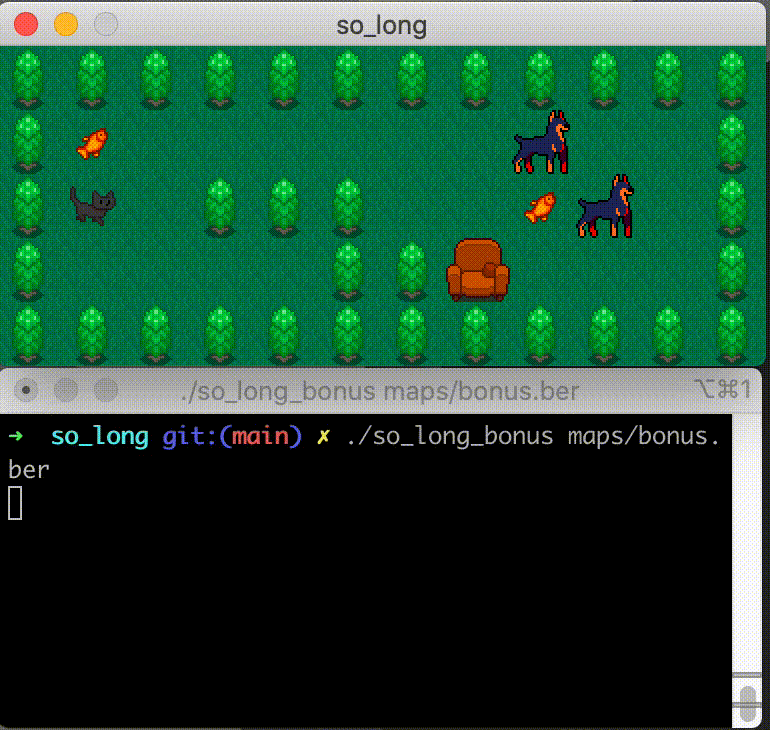 so_long
./so_long_bonus maps/bonus.ber ⌥⌘1
➜ so_long git:(main) ✗ ./so_long_bonus maps/bonus.
ber